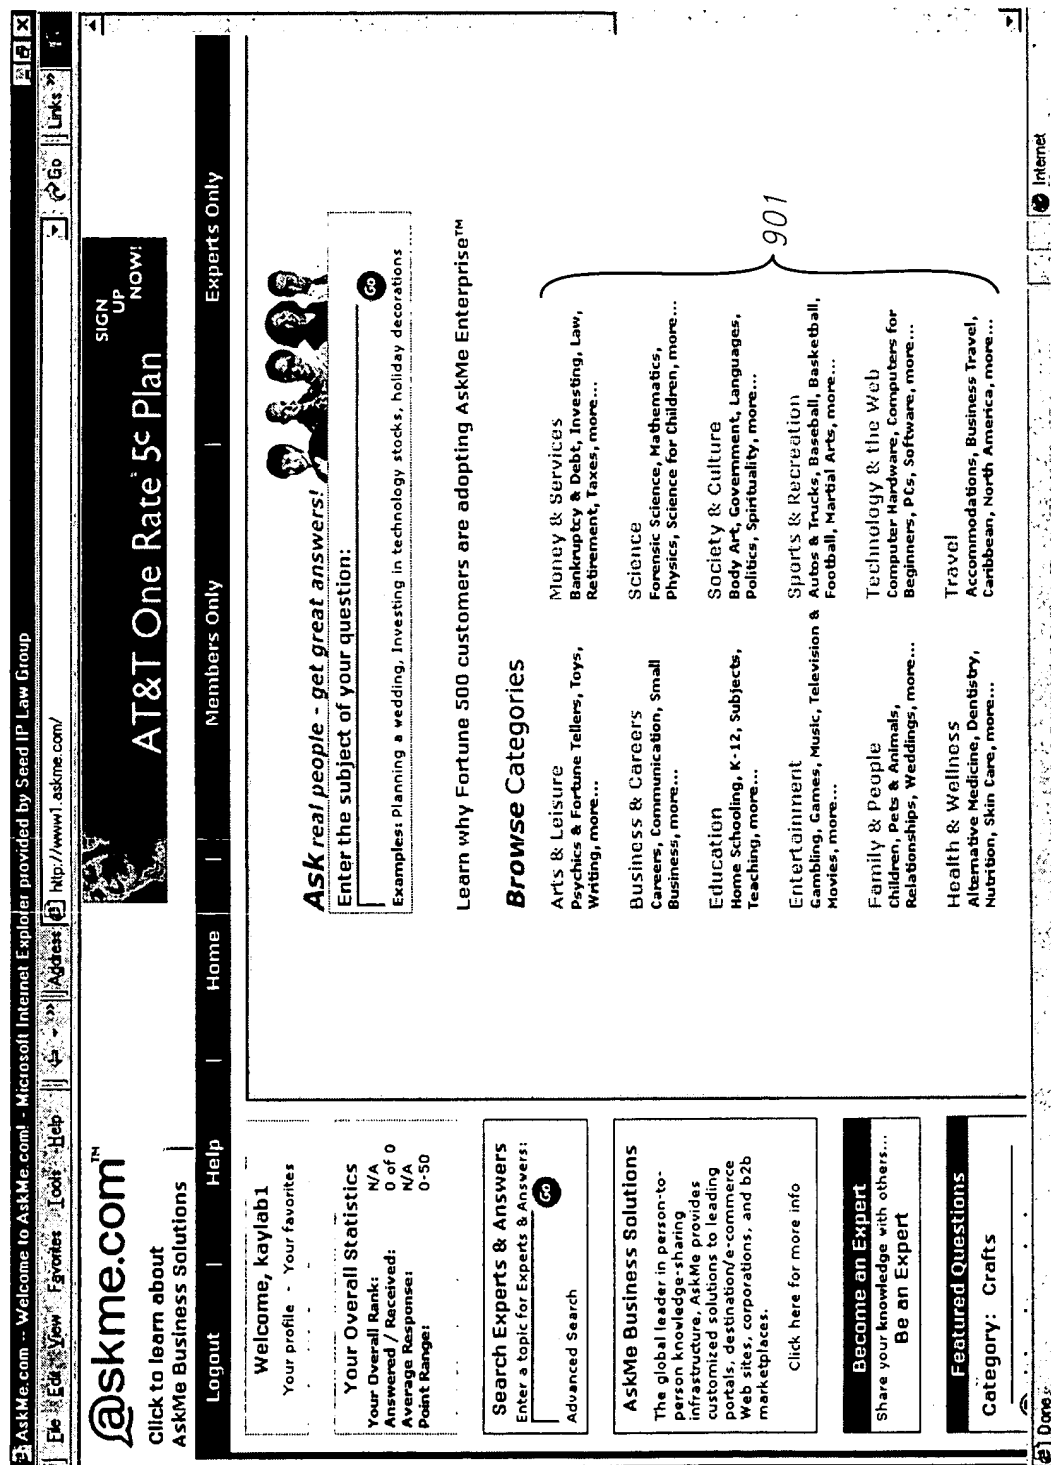 AskMe.com -- Welcome to AskMe.com! - Microsoft Internet Explorer provided by Seed IP Law Group
File Edit View Favorites Tools Help
Address http://www1.askme.com/
Go Links »
@skme.com™
Click to learn about
AskMe Business Solutions
AT&T One Rate 5¢ Plan
SIGN
UP
NOW!
Logout | Help | Home | | Members Only | Experts Only
Welcome, kaylab1
Your profile - Your favorites
Your Overall Statistics
Your Overall Rank: N/A
Answered / Received: 0 of 0
Average Response: N/A
Point Range: 0-50
Search Experts & Answers
Enter a topic for Experts & Answers:
Go
Advanced Search
AskMe Business Solutions
The global leader in person-to-
person knowledge-sharing
infrastructure, AskMe provides
customized solutions to leading
portals, destination/e-commerce
Web sites, corporations, and b2b
marketplaces.
Click here for more info
Become an Expert
Share your knowledge with others...
Be an Expert
Featured Questions
Category: Crafts
Ask real people - get great answers!
Enter the subject of your question:
Go
Examples: Planning a wedding, Investing in technology stocks, holiday decorations
Learn why Fortune 500 customers are adopting AskMe Enterprise™
Browse Categories
Arts & Leisure
Psychics & Fortune Tellers, Toys,
Writing, more...
Business & Careers
Careers, Communication, Small
Business, more...
Education
Home Schooling, K-12, Subjects,
Teaching, more...
Entertainment
Gambling, Games, Music, Television &
Movies, more...
Family & People
Children, Pets & Animals,
Relationships, Weddings, more...
Health & Wellness
Alternative Medicine, Dentistry,
Nutrition, Skin Care, more...
Money & Services
Bankruptcy & Debt, Investing, Law,
Retirement, Taxes, more...
Science
Forensic Science, Mathematics,
Physics, Science for Children, more...
Society & Culture
Body Art, Government, Languages,
Politics, Spirituality, more...
Sports & Recreation
Autos & Trucks, Baseball, Basketball,
Football, Martial Arts, more...
Technology & the Web
Computer Hardware, Computers for
Beginners, PCs, Software, more...
Travel
Accommodations, Business Travel,
Caribbean, North America, more...
901
Done
Internet